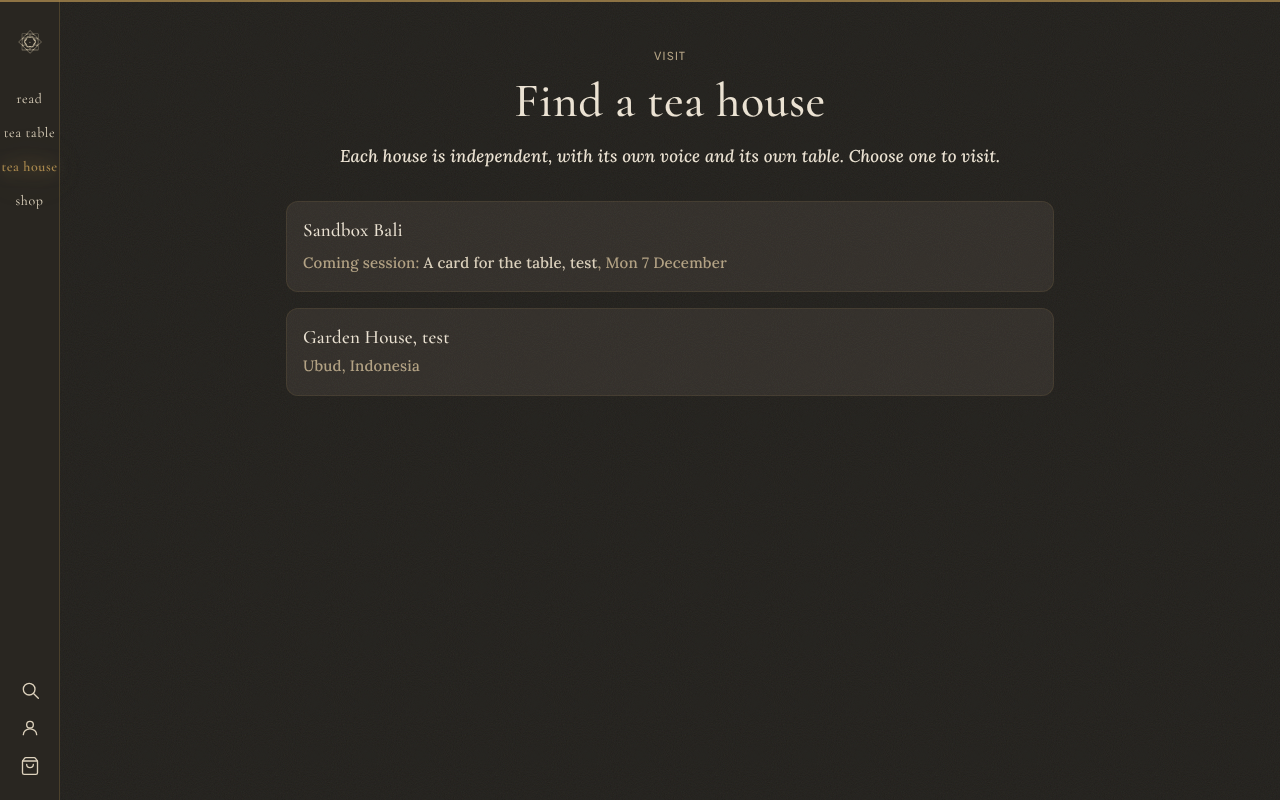 read
tea table
tea house
shop
VISIT
Find a tea house
Each house is independent, with its own voice and its own table. Choose one to visit.
Sandbox Bali
Coming session: A card for the table, test, Mon 7 December
Garden House, test
Ubud, Indonesia